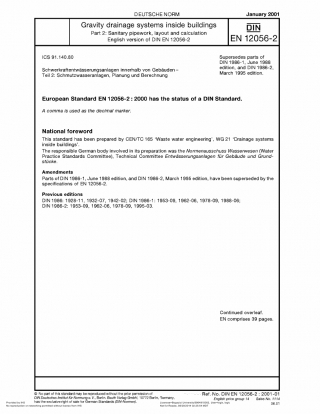 DEUTSCHE NORM
January 2001
Gravity drainage systems inside buildings
Part 2: Sanitary pipework, layout and calculation
English version of DIN EN 12056-2
DIN
EN 12056-2
ICS 91.140.80
Supersedes parts of
DIN 1986-1, June 1988
edition, and DIN 1986-2,
March 1995 edition.
Schwerkraftentwässerungsanlagen innerhalb von Gebäuden –
Teil 2: Schmutzwasseranlagen, Planung und Berechnung
European Standard EN 12056-2 : 2000 has the status of a DIN Standard.
A comma is used as the decimal marker.
National foreword
This standard has been prepared by CEN/TC 165 'Waste water engineering', WG 21 'Drainage systems
inside buildings'.
The responsible German body involved in its preparation was the Normenausschuss Wasserwesen (Water
Practice Standards Committee), Technical Committee Entwässerungsanlagen für Gebäude und Grund-
stücke.
Amendments
Parts of DIN 1986-1, June 1988 edition, and DIN 1986-2, March 1995 edition, have been superseded by the
specifications of EN 12056-2.
Previous editions
DIN 1986: 1928-11, 1932-07, 1942-02; DIN 1986-1: 1953-09, 1962-06, 1978-09, 1988-06;
DIN 1986-2: 1953-09, 1962-06, 1978-09, 1995-03.
Continued overleaf.
EN comprises 39 pages.
© No part of this standard may be reproduced without the prior permission of
DIN Deutsches Institut für Normung e. V., Berlin. Beuth Verlag GmbH, 10772 Berlin, Germany,
has the exclusive right of sale for German Standards (DIN-Normen).
Ref. No. DIN EN 12056-2 : 2001-01
English price group 14 Sales No. 1114